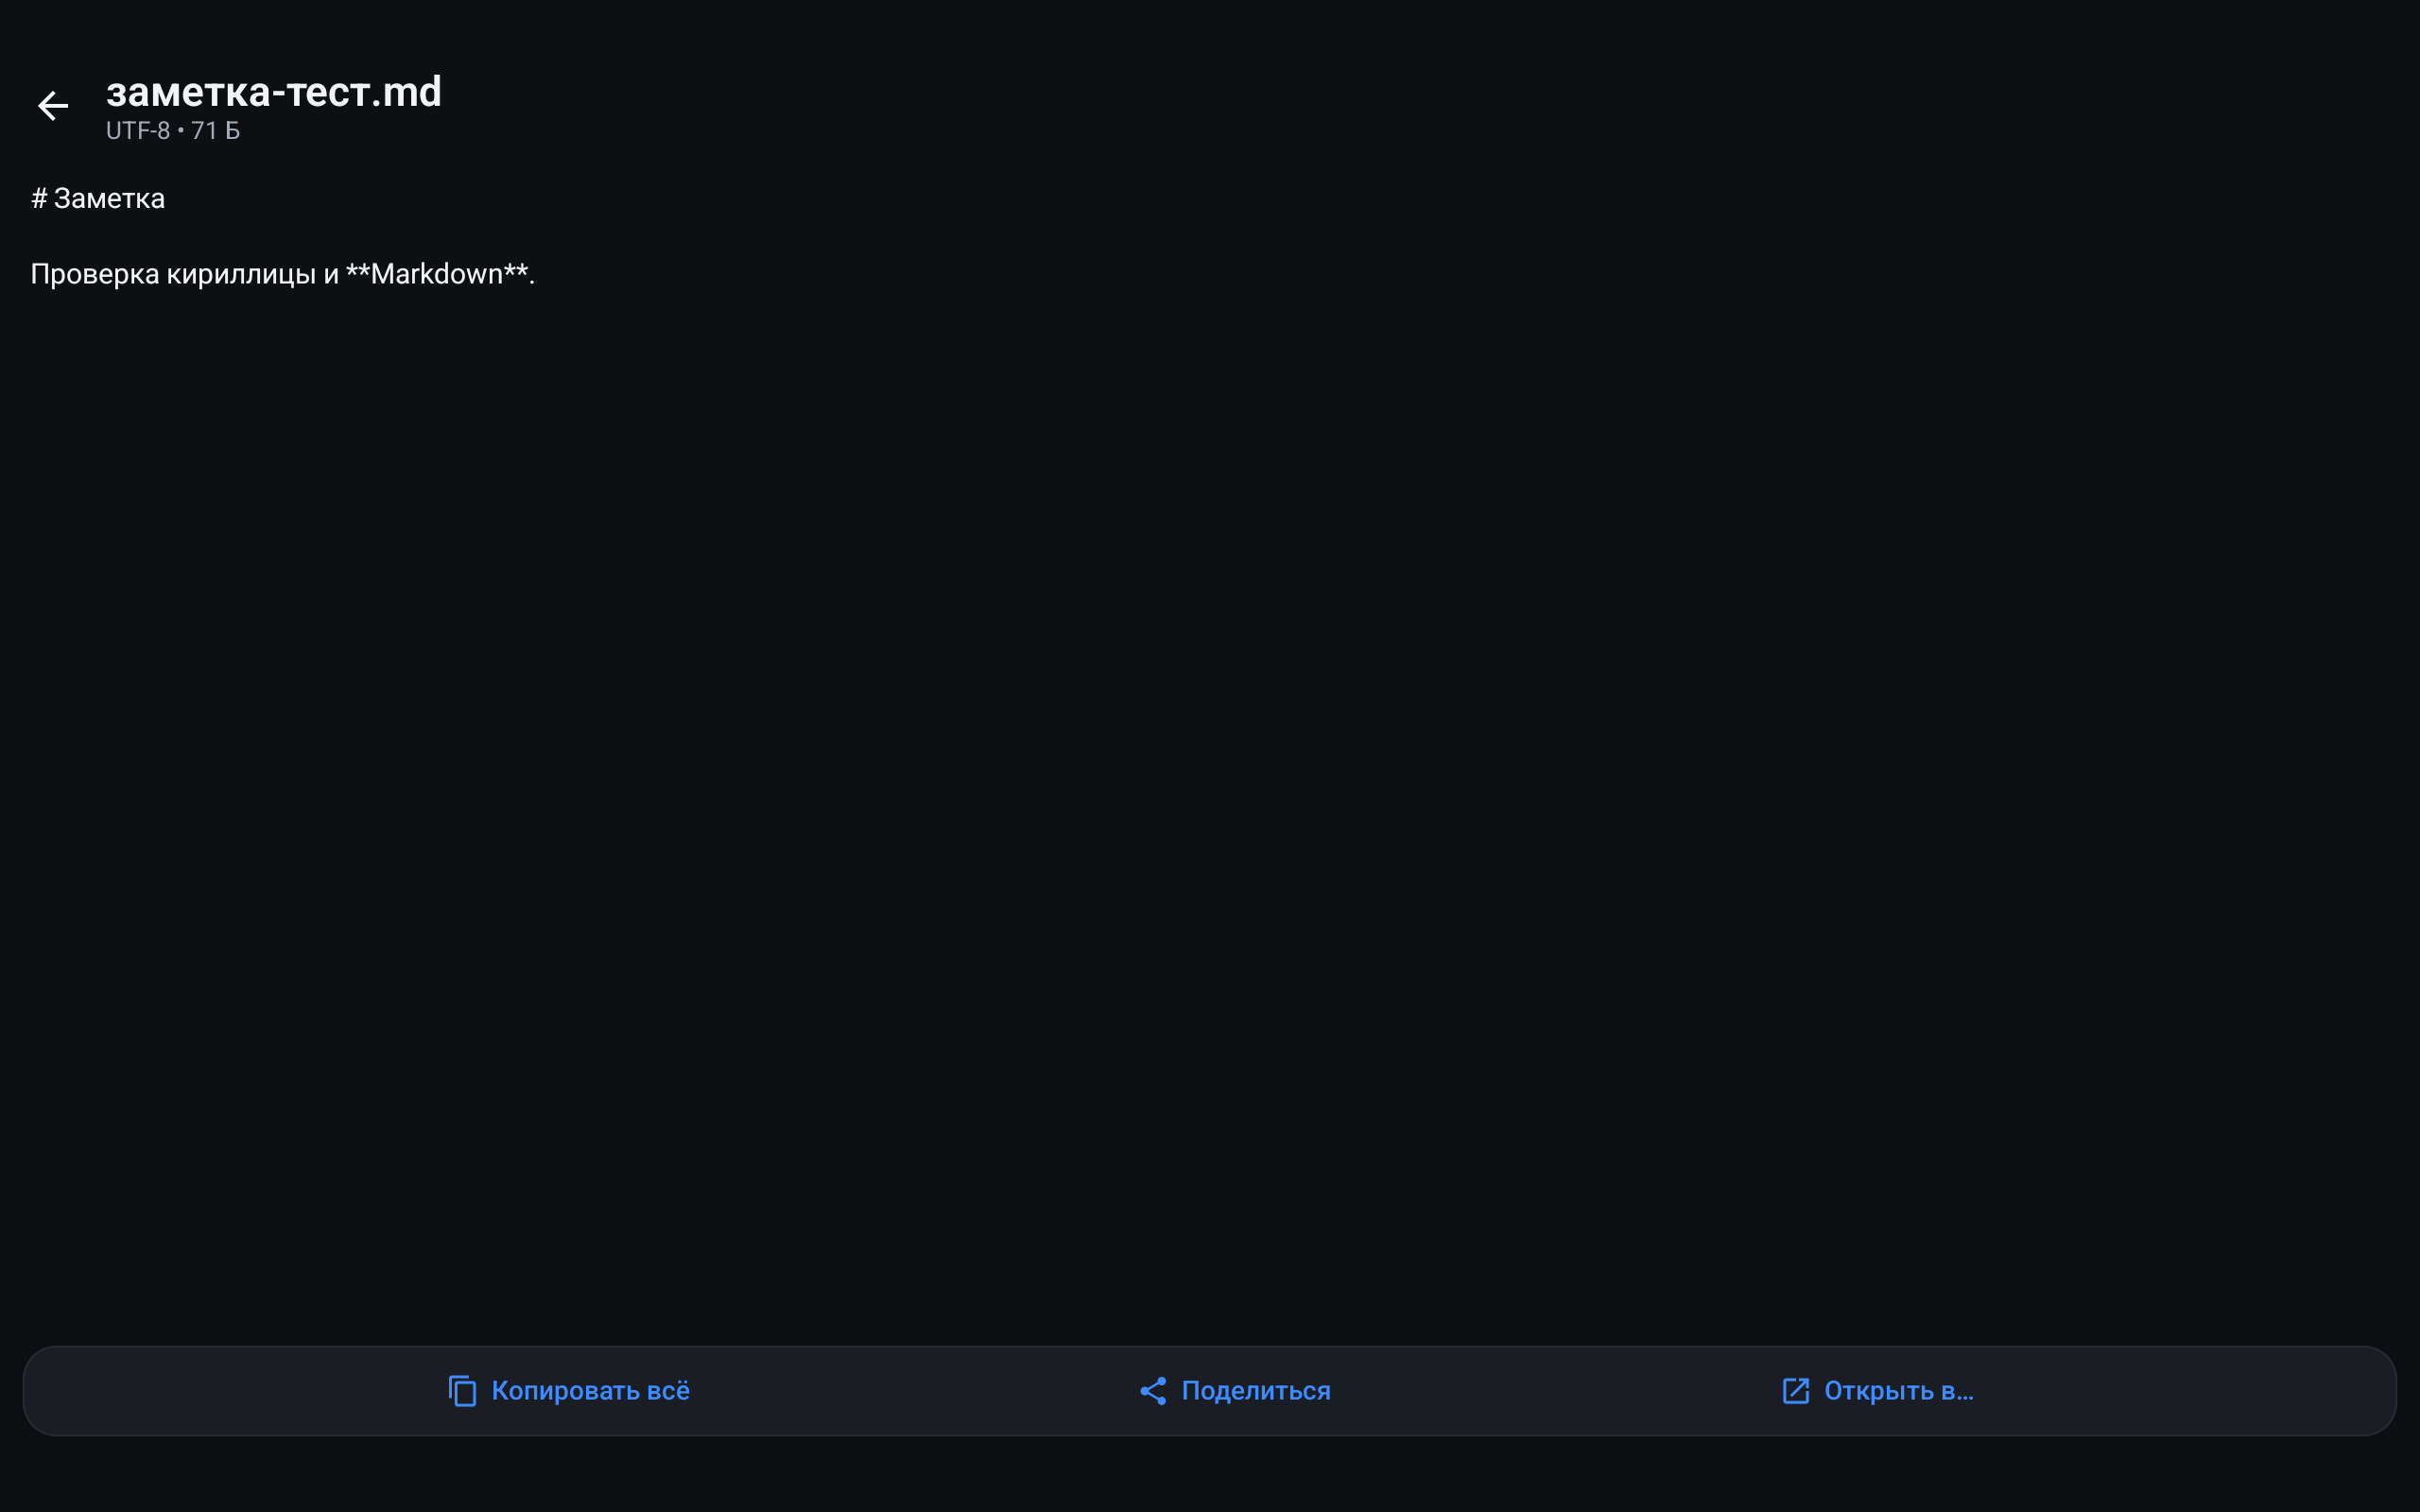 заметка-тест.md
UTF-8 • 71 Б
# Заметка
Проверка кириллицы и **Markdown**.
Копировать всё
Поделиться
Открыть в...